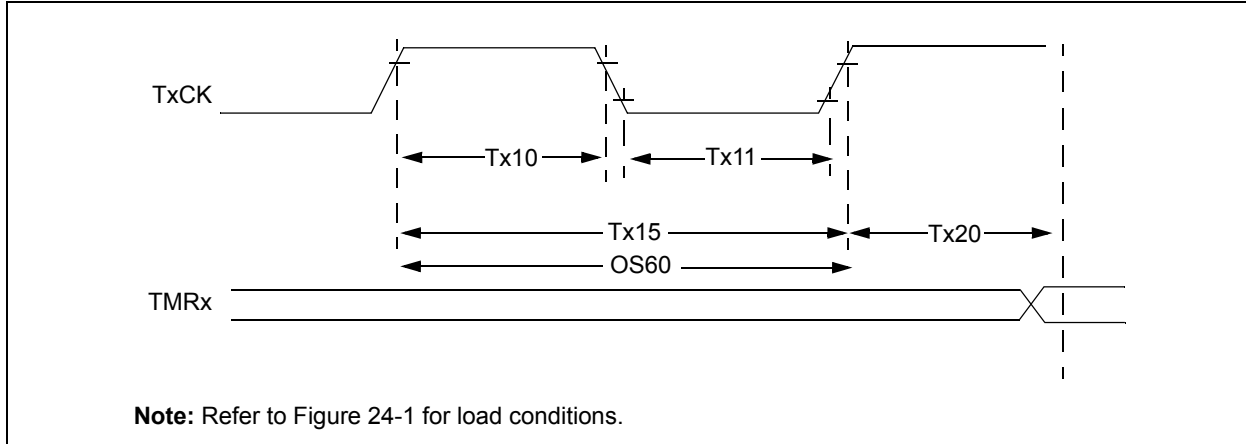 TxCK
Tx10
Tx11
Tx15
Tx20
OS60
TMRx
Note: Refer to Figure 24-1 for load conditions.